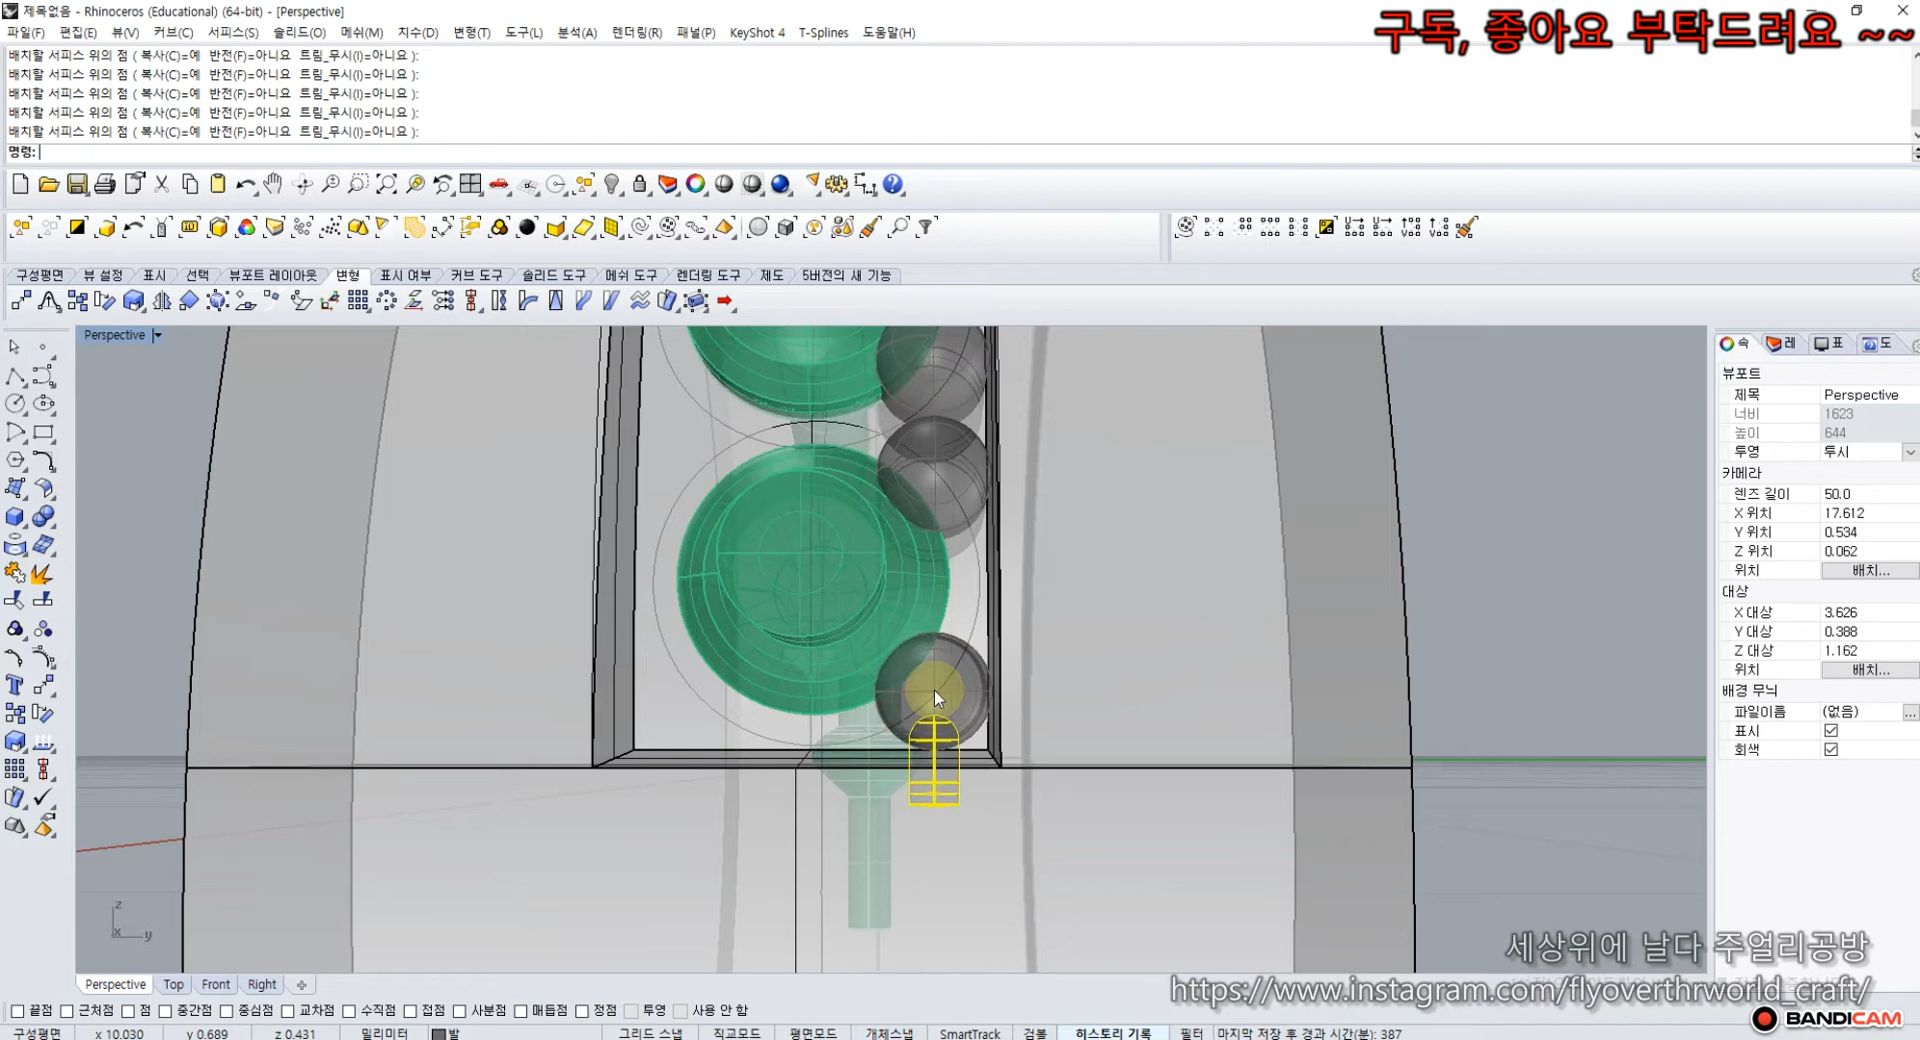 제목없음 - Rhinoceros (Educational) (64-bit) - [Perspective]
구독, 좋아요 부탁드려요 ~~
파일(F) 편집(E) 뷰(V) 커브(C) 서피스(S) 솔리드(O) 메쉬(M) 치수(D) 변형(T) 도구(L) 분석(A) 렌더링(R) 패널(P) KeyShot 4 T-Splines 도움말(H)
배치할 서피스 위의 점 ( 복사(C)=예 반전(F)=아니요 트림_무시(I)=아니요 ):
배치할 서피스 위의 점 ( 복사(C)=예 반전(F)=아니요 트림_무시(I)=아니요 ):
배치할 서피스 위의 점 ( 복사(C)=예 반전(F)=아니요 트림_무시(I)=아니요 ):
배치할 서피스 위의 점 ( 복사(C)=예 반전(F)=아니요 트림_무시(I)=아니요 ):
배치할 서피스 위의 점 ( 복사(C)=예 반전(F)=아니요 트림_무시(I)=아니요 ):
명령:
구성평면 뷰 설정 표시 선택 뷰포트 레이아웃 변형 표시 여부 커브 도구 솔리드 도구 메쉬 도구 렌더링 도구 제도 5버전의 새 기능
Perspective
속 레 표 도
뷰포트
제목 Perspective
너비 1623
높이 644
투영 투시
카메라
렌즈 길이 50.0
X 위치 17.612
Y 위치 0.534
Z 위치 0.062
위치 배치...
대상
X 대상 3.626
Y 대상 0.388
Z 대상 1.162
위치 배치...
배경 무늬
파일이름 (없음) ...
표시
회색
z
x y
세상위에 날다 주얼리공방
https://www.instagram.com/flyoverthrworld_craft/
Perspective Top Front Right
끝점 근처점 점 중간점 중심점 교차점 수직점 접점 사분점 매듭점 정점 투영 사용 안 함
BANDICAM
구성평면 x 10.030 y 0.689 z 0.431 밀리미터 발 그리드 스냅 직교모드 평면모드 개체스냅 SmartTrack 검볼 히스토리 기록 필터 마지막 저장 후 경과 시간(분): 387